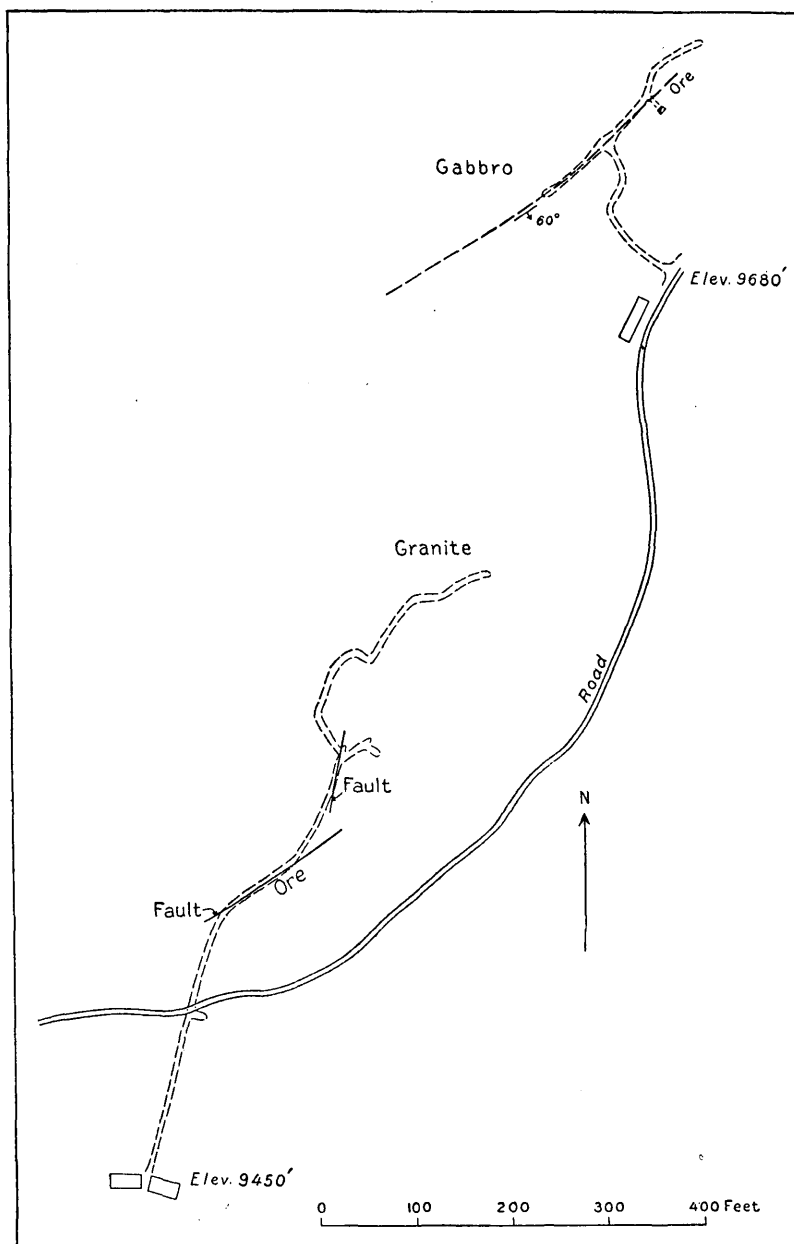 Ore
Gabbro
60°
Elev. 9680'
Granite
Road
Fault
N
Ore
Fault
Elev. 9450'
0 100 200 300 400 Feet